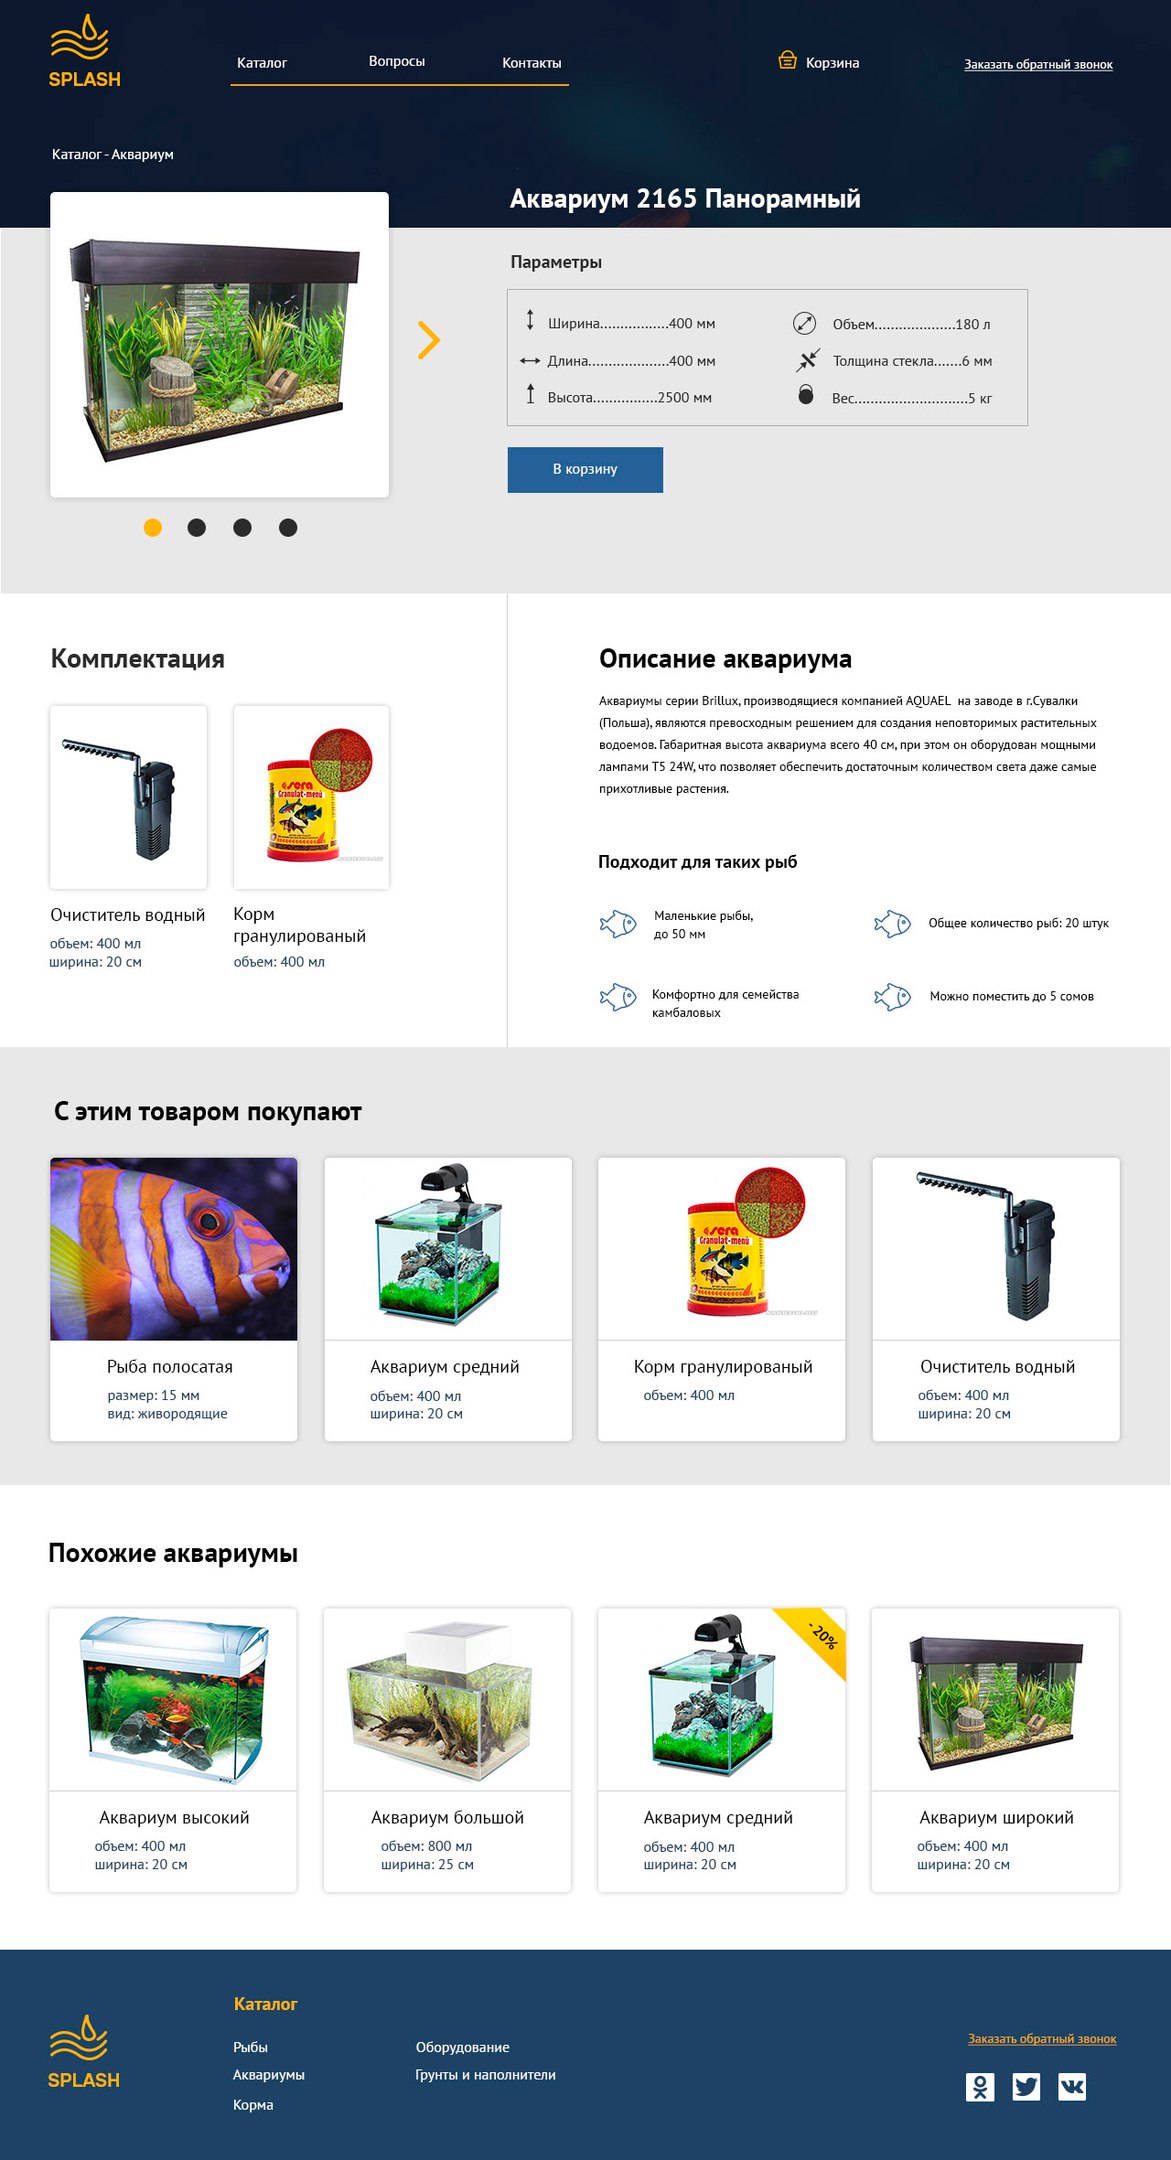 SPLASH
Каталог
Вопросы
Контакты
Корзина
Заказать обратный звонок
Каталог - Аквариум
Аквариум 2165 Панорамный
Параметры
Ширина.................400 мм
Объем....................180 л
Длина....................400 мм
Толщина стекла.......6 мм
Высота................2500 мм
Вес............................5 кг
В корзину
Комплектация
sera
Granulat-menü
Очиститель водный
объем: 400 мл
ширина: 20 см
Корм
гранулированый
объем: 400 мл
Описание аквариума
Аквариумы серии Brillux, производящиеся компанией AQUAEL на заводе в г.Сувалки
(Польша), являются превосходным решением для создания неповторимых растительных
водоемов. Габаритная высота аквариума всего 40 см, при этом он оборудован мощными
лампами Т5 24W, что позволяет обеспечить достаточным количеством света даже самые
прихотливые растения.
Подходит для таких рыб
Маленькие рыбы,
до 50 мм
Общее количество рыб: 20 штук
Комфортно для семейства
камбаловых
Можно поместить до 5 сомов
С этим товаром покупают
sera
Granulat-menü
Рыба полосатая
размер: 15 мм
вид: живородящие
Аквариум средний
объем: 400 мл
ширина: 20 см
Корм гранулированый
объем: 400 мл
Очиститель водный
объем: 400 мл
ширина: 20 см
Похожие аквариумы
- 20%
Аквариум высокий
объем: 400 мл
ширина: 20 см
Аквариум большой
объем: 800 мл
ширина: 25 см
Аквариум средний
объем: 400 мл
ширина: 20 см
Аквариум широкий
объем: 400 мл
ширина: 20 см
SPLASH
Каталог
Рыбы
Аквариумы
Корма
Оборудование
Грунты и наполнители
Заказать обратный звонок